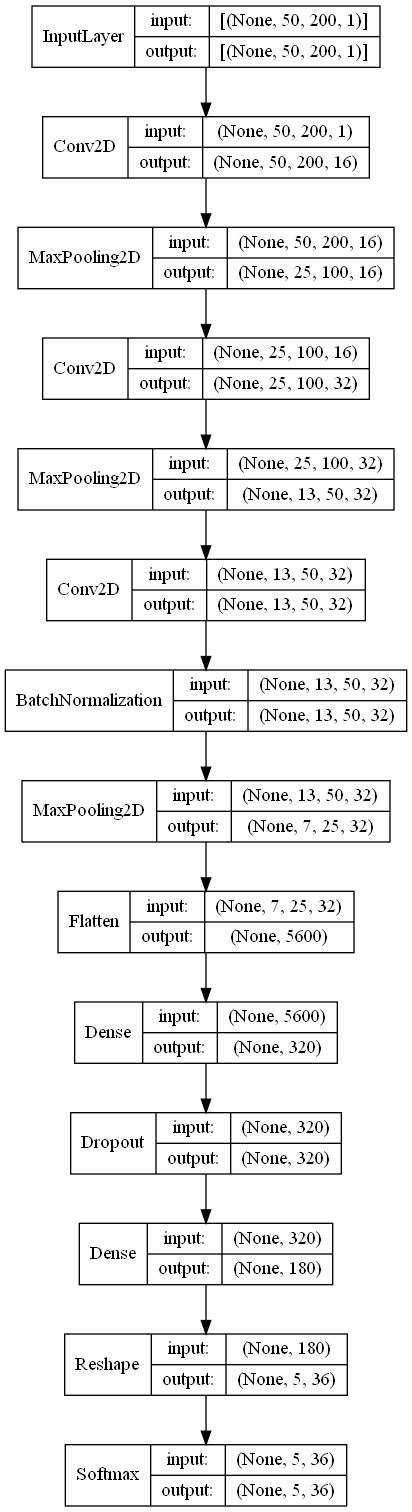 InputLayer
input: [(None, 50, 200, 1)]
output: [(None, 50, 200, 1)]
Conv2D
input: (None, 50, 200, 1)
output: (None, 50, 200, 16)
MaxPooling2D
input: (None, 50, 200, 16)
output: (None, 25, 100, 16)
Conv2D
input: (None, 25, 100, 16)
output: (None, 25, 100, 32)
MaxPooling2D
input: (None, 25, 100, 32)
output: (None, 13, 50, 32)
Conv2D
input: (None, 13, 50, 32)
output: (None, 13, 50, 32)
BatchNormalization
input: (None, 13, 50, 32)
output: (None, 13, 50, 32)
MaxPooling2D
input: (None, 13, 50, 32)
output: (None, 7, 25, 32)
Flatten
input: (None, 7, 25, 32)
output: (None, 5600)
Dense
input: (None, 5600)
output: (None, 320)
Dropout
input: (None, 320)
output: (None, 320)
Dense
input: (None, 320)
output: (None, 180)
Reshape
input: (None, 180)
output: (None, 5, 36)
Softmax
input: (None, 5, 36)
output: (None, 5, 36)